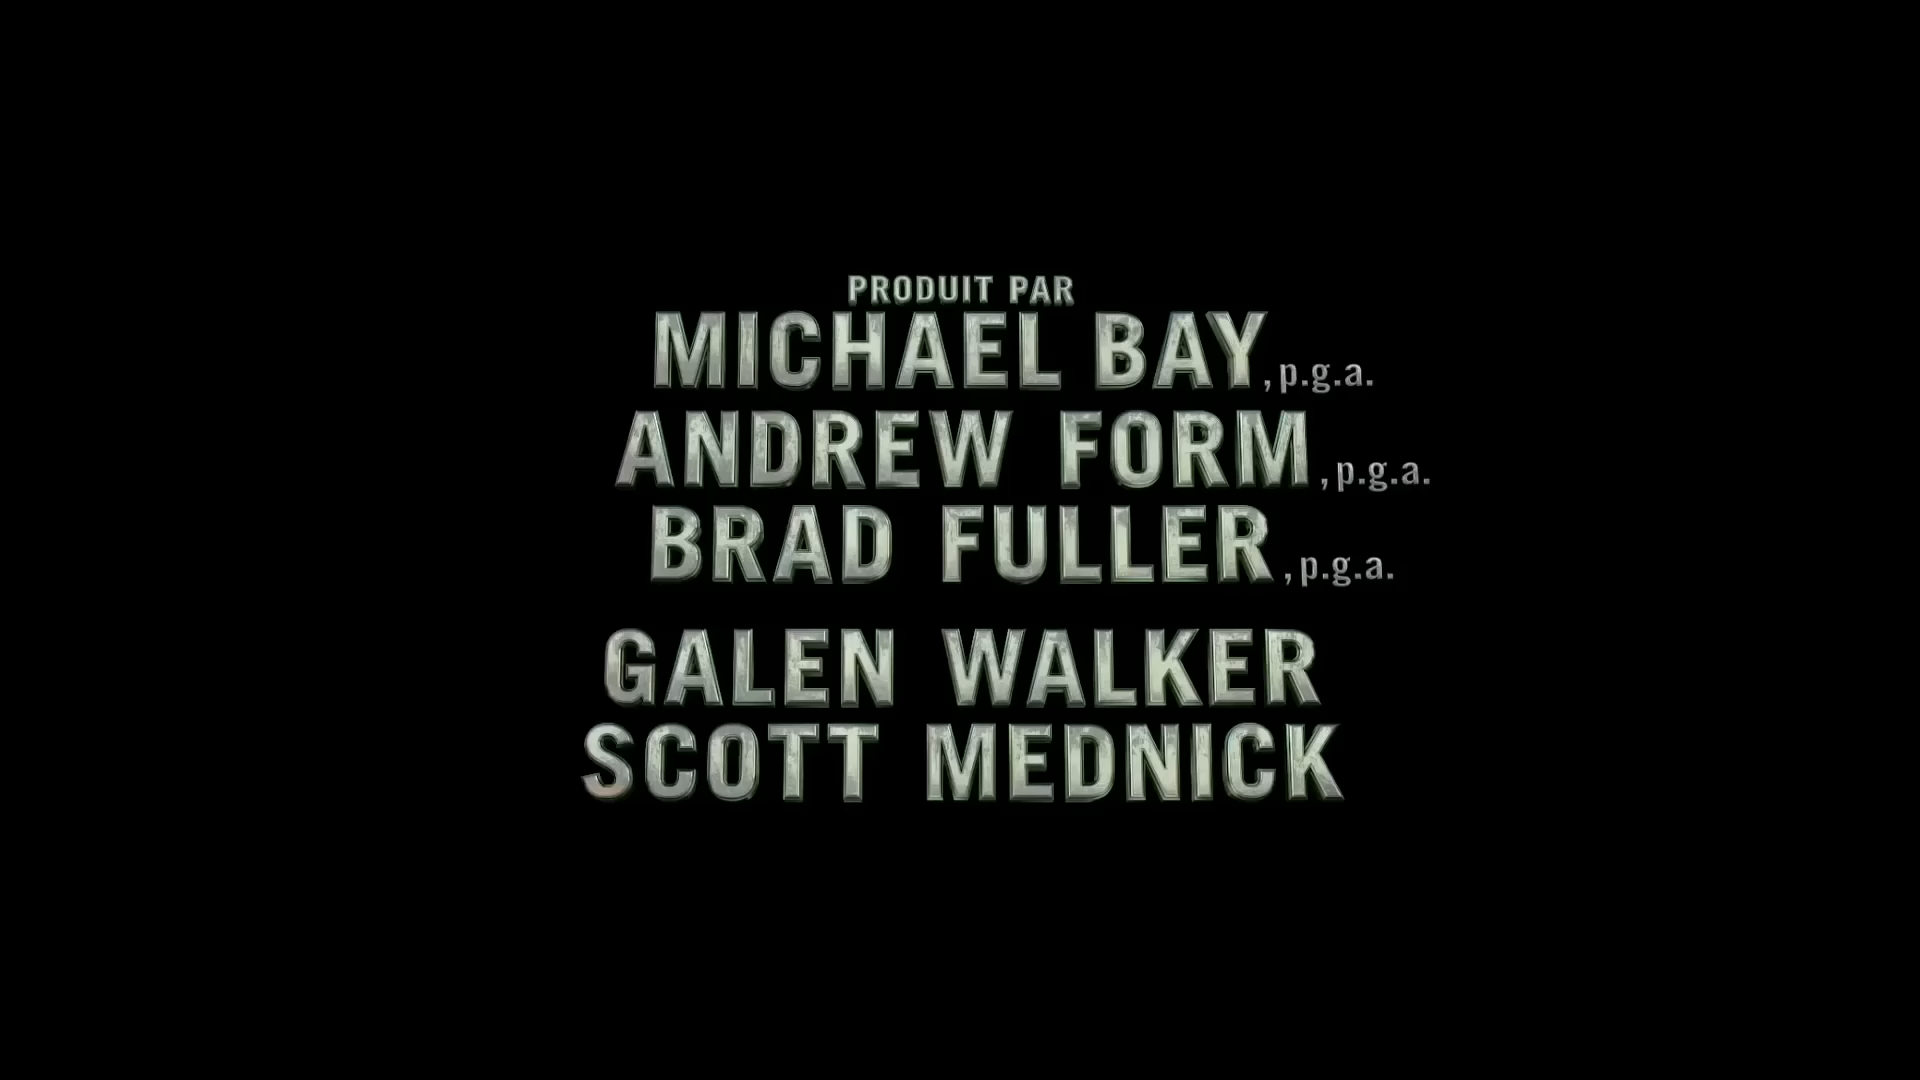 PRODUIT PAR
MICHAEL BAY, p.g.a.
ANDREW FORM, p.g.a.
BRAD FULLER, p.g.a.
GALEN WALKER
SCOTT MEDNICK